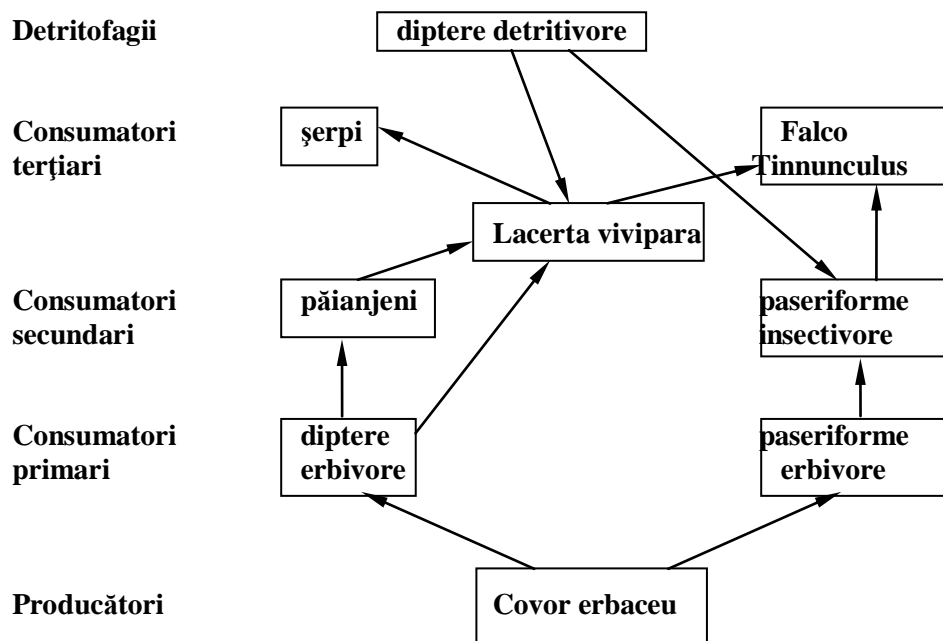 Detritofagii
diptere detritivore
Consumatori
terţiari
şerpi
Falco
Tinnunculus
Lacerta vivipara
Consumatori
secundari
păianjeni
paseriforme
insectivore
Consumatori
primari
diptere
erbivore
paseriforme
erbivore
Producători
Covor erbaceu